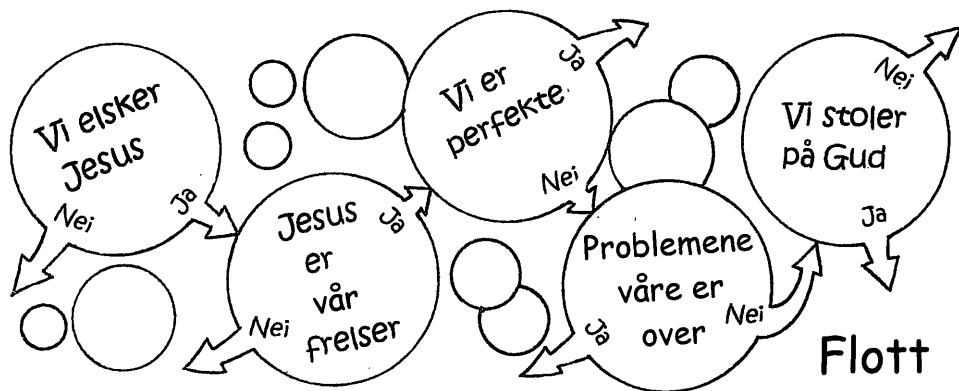 Vi elsker
Jesus
Nei
Ja
Jesus
er
vår
frelser
Ja
Nei
Vi er
perfekte
Ja
Nei
Problemene
våre er
over
Ja
Nei
Vi stoler
på Gud
Nei
Ja
Flott